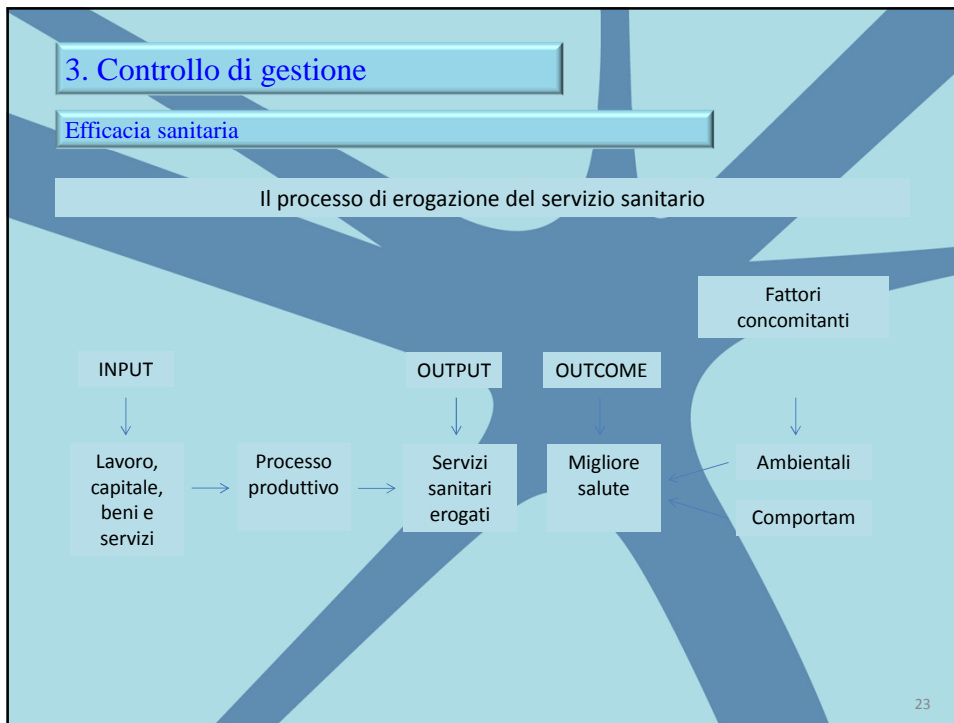 3. Controllo di gestione
Efficacia sanitaria
Il processo di erogazione del servizio sanitario
Fattori
concomitanti
INPUT
OUTPUT
OUTCOME
Lavoro,
capitale,
beni e
servizi
Processo
produttivo
Servizi
sanitari
erogati
Migliore
salute
Ambientali
Comportam
23